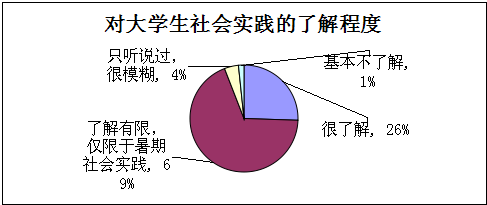 对大学生社会实践的了解程度
只听说过，
很模糊, 4%
基本不了解,
1%
很了解, 26%
了解有限，
仅限于暑期
社会实践, 6
9%